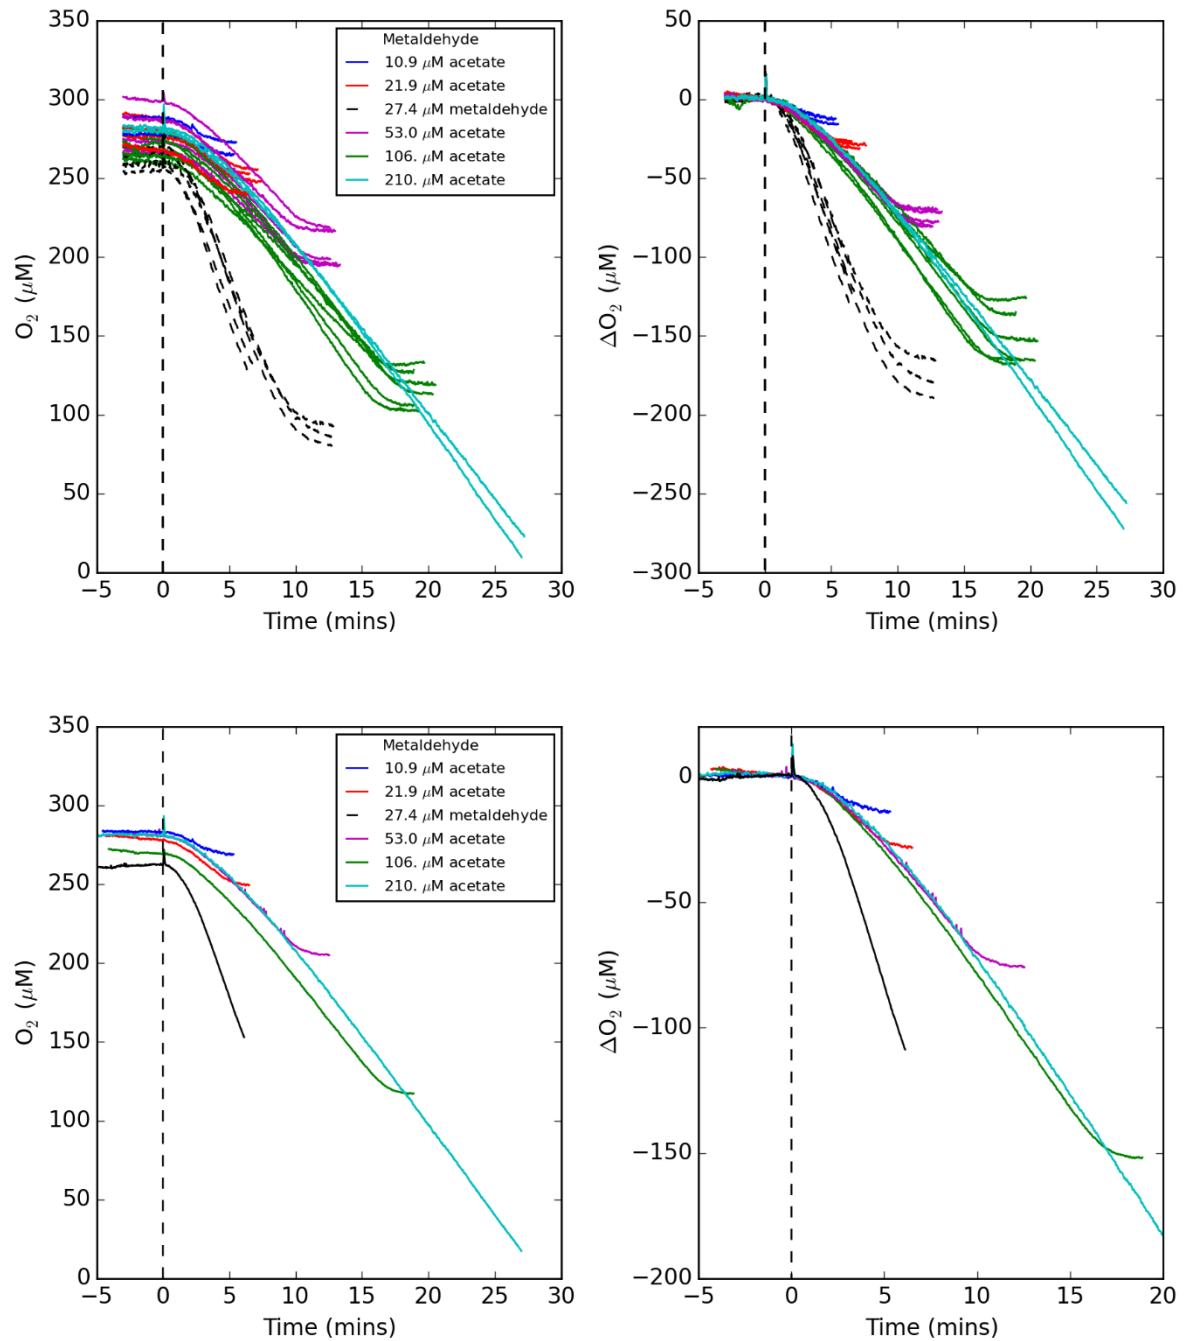 350
300
250
200
150
100
50
0
O₂ (μM)
−5 0 5 10 15 20 25 30
Time (mins)
Metaldehyde
10.9 μM acetate
21.9 μM acetate
27.4 μM metaldehyde
53.0 μM acetate
106. μM acetate
210. μM acetate
50
0
−50
−100
−150
−200
−250
−300
ΔO₂ (μM)
−5 0 5 10 15 20 25 30
Time (mins)
350
300
250
200
150
100
50
0
O₂ (μM)
−5 0 5 10 15 20 25 30
Time (mins)
Metaldehyde
10.9 μM acetate
21.9 μM acetate
27.4 μM metaldehyde
53.0 μM acetate
106. μM acetate
210. μM acetate
0
−50
−100
−150
−200
ΔO₂ (μM)
−5 0 5 10 15 20
Time (mins)